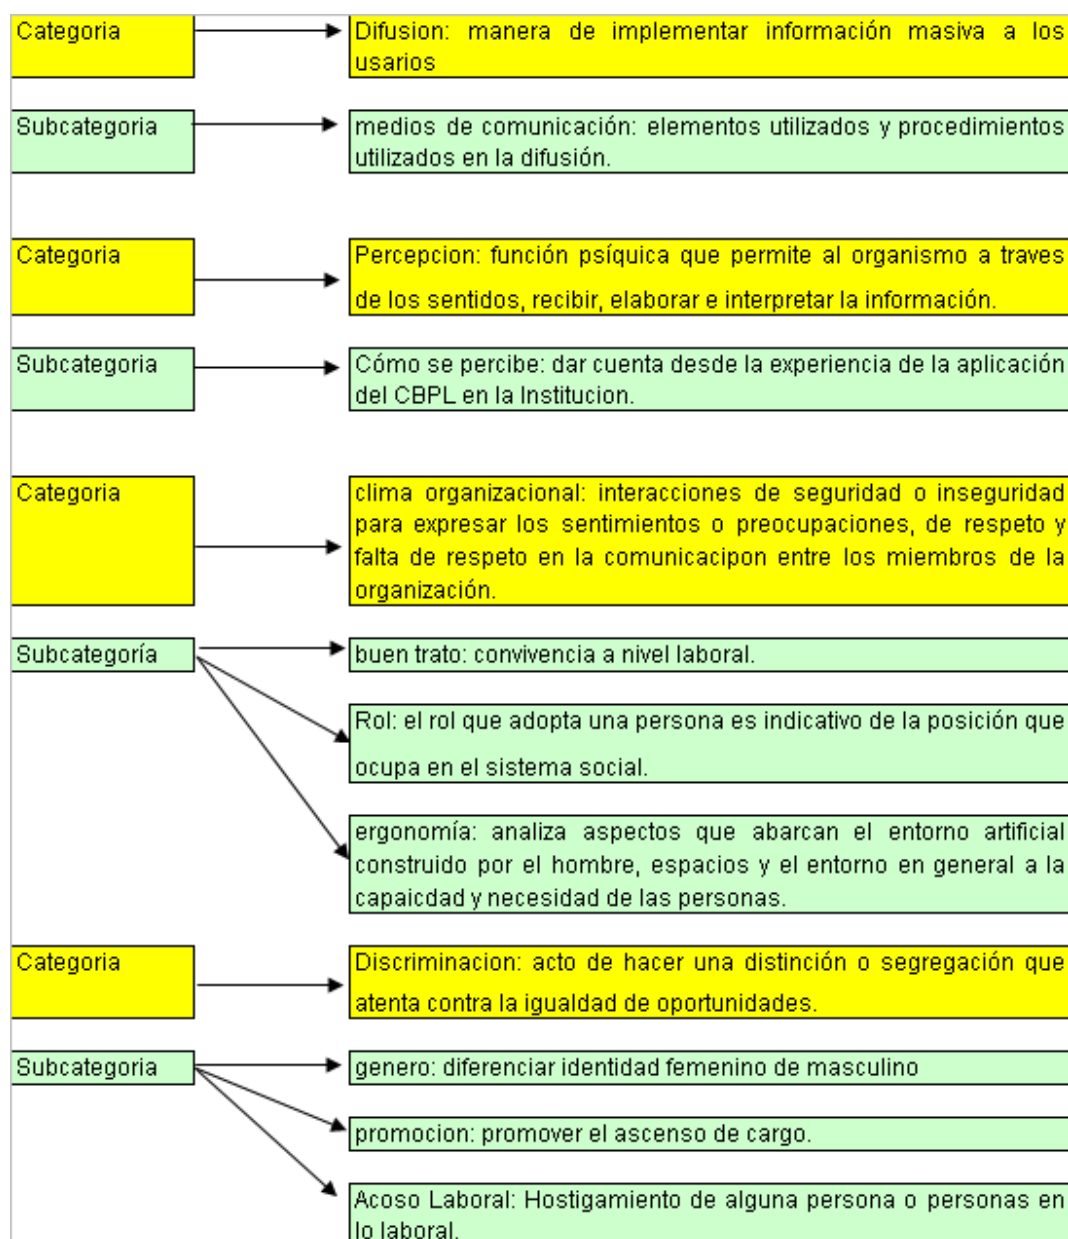 Categoria
Difusion: manera de implementar información masiva a los
usarios
Subcategoria
medios de comunicación: elementos utilizados y procedimientos
utilizados en la difusión.
Categoria
Percepcion: función psíquica que permite al organismo a traves
de los sentidos, recibir, elaborar e interpretar la información.
Subcategoria
Cómo se percibe: dar cuenta desde la experiencia de la aplicación
del CBPL en la Institucion.
Categoria
clima organizacional: interacciones de seguridad o inseguridad
para expresar los sentimientos o preocupaciones, de respeto y
falta de respeto en la comunicacipon entre los miembros de la
organización.
Subcategoría
buen trato: convivencia a nivel laboral.
Rol: el rol que adopta una persona es indicativo de la posición que
ocupa en el sistema social.
ergonomía: analiza aspectos que abarcan el entorno artificial
construido por el hombre, espacios y el entorno en general a la
capaicdad y necesidad de las personas.
Categoria
Discriminacion: acto de hacer una distinción o segregación que
atenta contra la igualdad de oportunidades.
Subcategoria
genero: diferenciar identidad femenino de masculino
promocion: promover el ascenso de cargo.
Acoso Laboral: Hostigamiento de alguna persona o personas en
lo laboral.